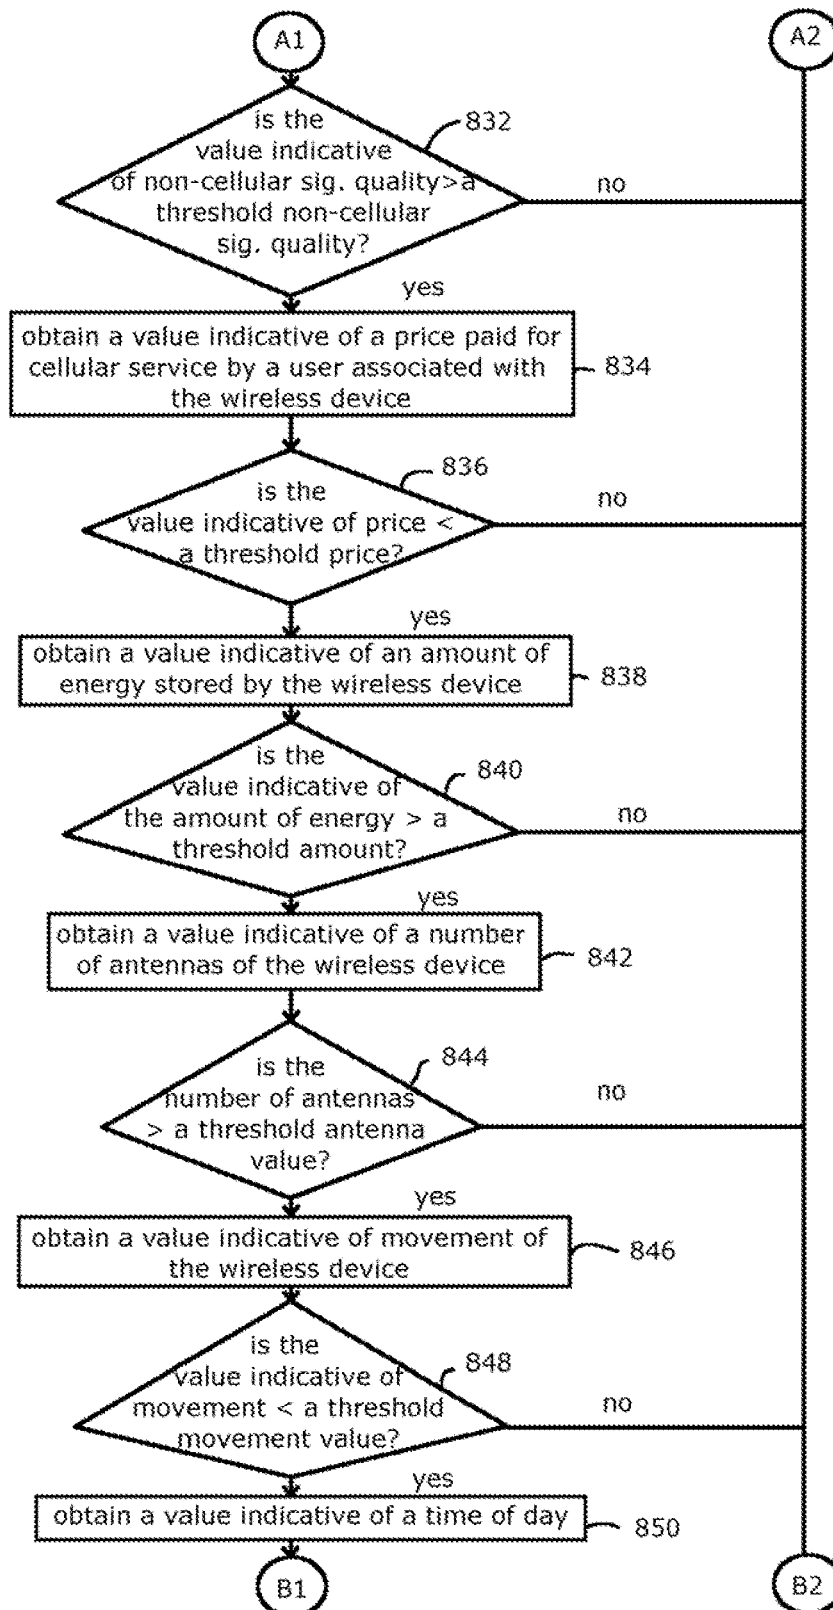 A1
A2
832
is the
value indicative
of non-cellular sig. quality>a
threshold non-cellular
sig. quality?
no
yes
obtain a value indicative of a price paid for
cellular service by a user associated with
the wireless device
834
836
is the
value indicative of price <
a threshold price?
no
yes
obtain a value indicative of an amount of
energy stored by the wireless device
838
is the
value indicative of
the amount of energy > a
threshold amount?
840
no
yes
obtain a value indicative of a number
of antennas of the wireless device
842
844
is the
number of antennas
> a threshold antenna
value?
no
yes
obtain a value indicative of movement of
the wireless device
846
is the
value indicative of
movement < a threshold
movement value?
848
no
yes
obtain a value indicative of a time of day
850
B1
B2